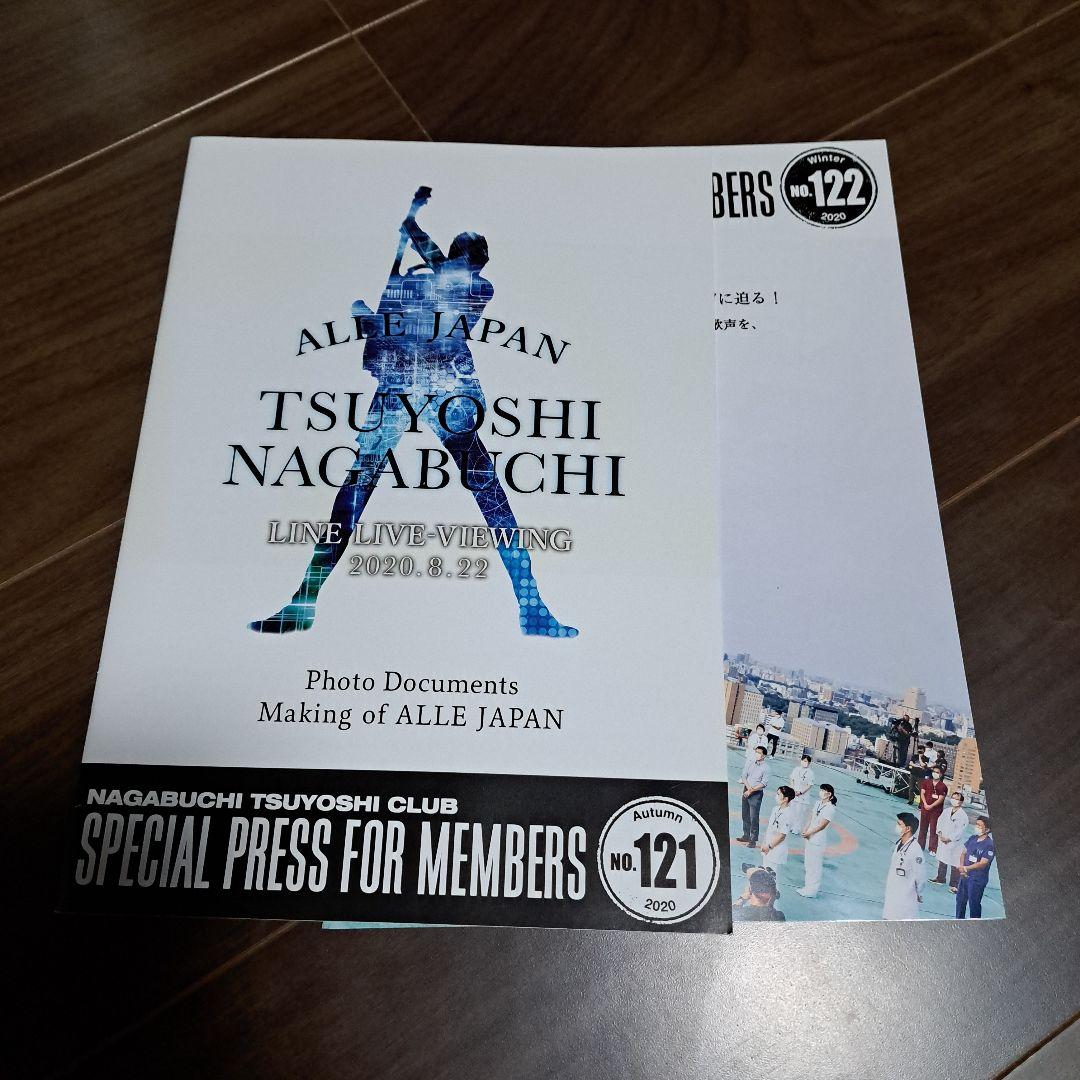 ALLE JAPAN
TSUYOSHI
NAGABUCHI
LINE LIVE-VIEWING
2020.8.22
Photo Documents
Making of ALLE JAPAN
NAGABUCHI TSUYOSHI CLUB
SPECIAL PRESS FOR MEMBERS
Autumn
NO.121
2020
BERS
Winter
NO.122
2020
に迫る！
歌声を、